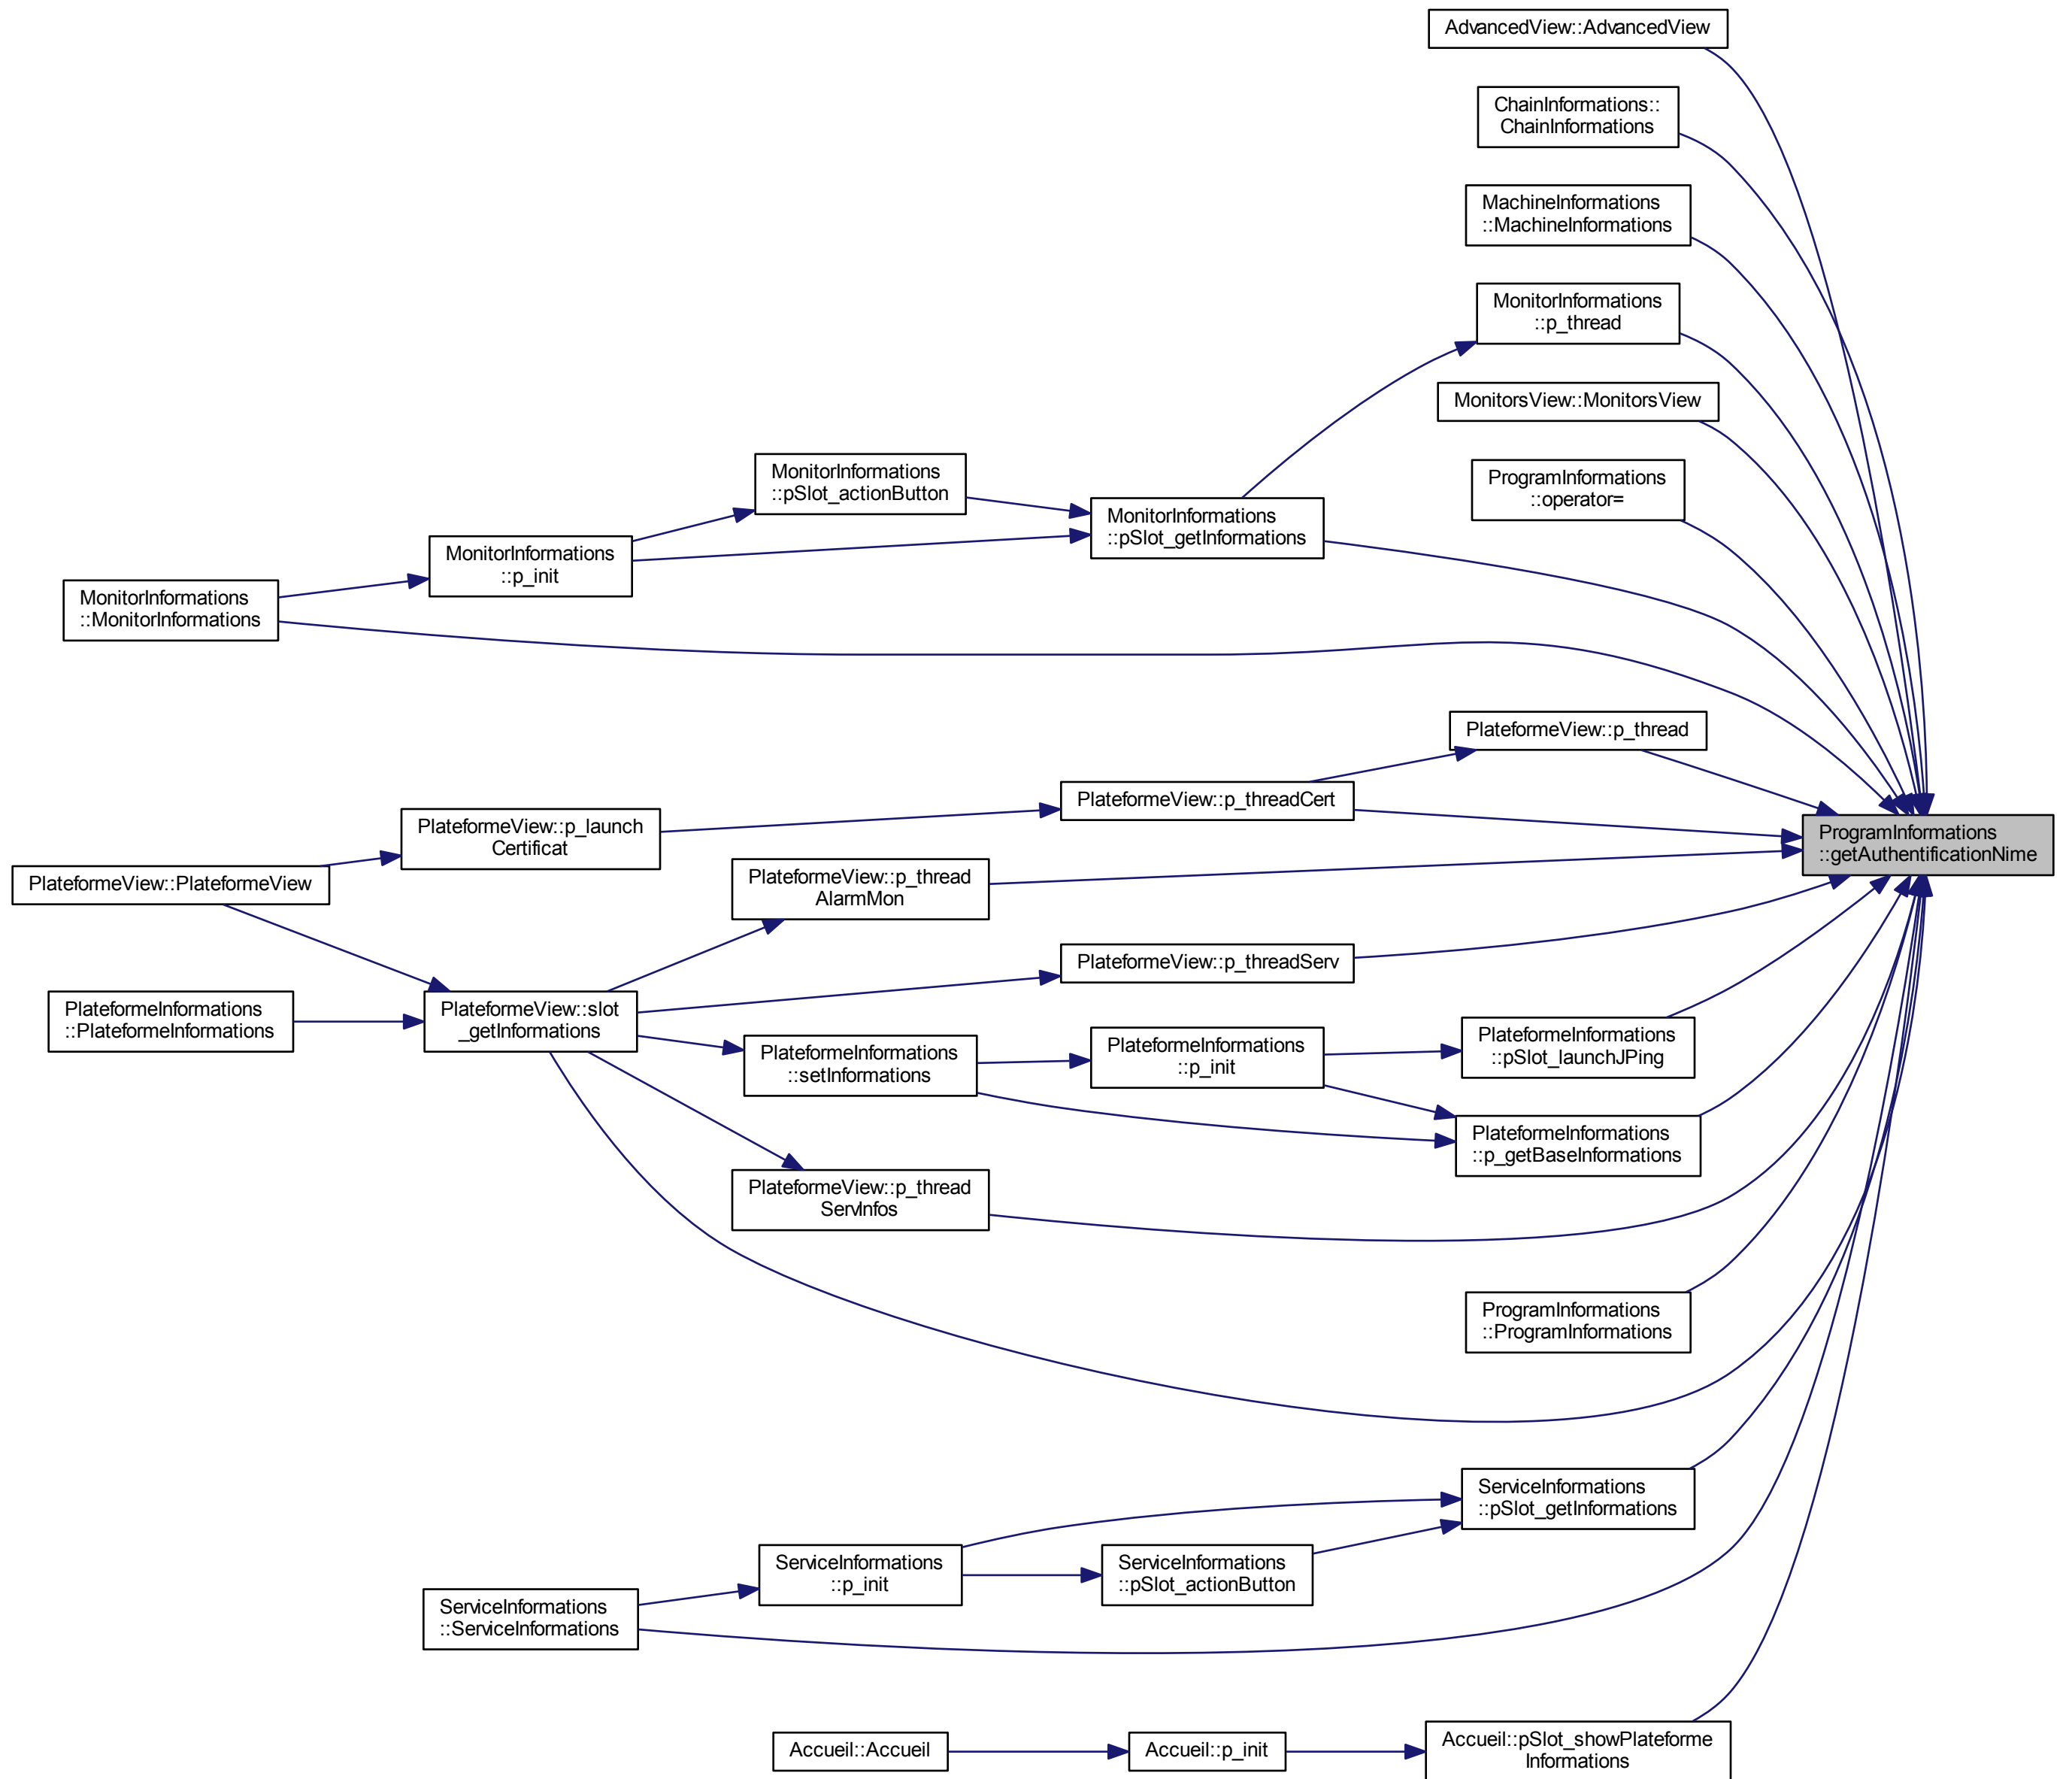 AdvancedView::AdvancedView
ChainInformations::
ChainInformations
MachineInformations
::MachineInformations
MonitorInformations
::p_thread
MonitorsView::MonitorsView
ProgramInformations
::operator=
MonitorInformations
::pSlot_actionButton
MonitorInformations
::pSlot_getInformations
MonitorInformations
::p_init
MonitorInformations
::MonitorInformations
PlateformeView::p_thread
PlateformeView::p_threadCert
PlateformeView::p_launch
Certificat
ProgramInformations
::getAuthentificationNime
PlateformeView::PlateformeView
PlateformeView::p_thread
AlarmMon
PlateformeView::p_threadServ
PlateformeInformations
::PlateformeInformations
PlateformeView::slot
_getInformations
PlateformeInformations
::setInformations
PlateformeInformations
::p_init
PlateformeInformations
::pSlot_launchJPing
PlateformeInformations
::p_getBaseInformations
PlateformeView::p_thread
ServInfos
ProgramInformations
::ProgramInformations
ServiceInformations
::pSlot_getInformations
ServiceInformations
::p_init
ServiceInformations
::pSlot_actionButton
ServiceInformations
::ServiceInformations
Accueil::Accueil
Accueil::p_init
Accueil::pSlot_showPlateforme
Informations